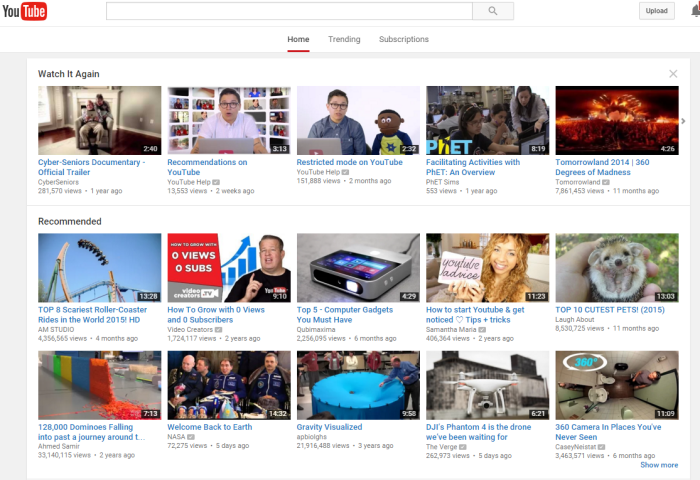 YouTube
Upload
Home Trending Subscriptions
Watch It Again
2:40
3:13
2:32
PhET
8:19
4:26
Cyber-Seniors Documentary -
Official Trailer
CyberSeniors
281,570 views • 1 year ago
Recommendations on
YouTube
YouTube Help
13,553 views • 2 weeks ago
Restricted mode on YouTube
YouTube Help
151,888 views • 2 months ago
Facilitating Activities with
PhET: An Overview
PhET Sims
553 views • 1 year ago
Tomorrowland 2014 | 360
Degrees of Madness
Tomorrowland
7,861,453 views • 11 months ago
Recommended
13:28
HOW TO GROW WITH
0 VIEWS
0 SUBS
video
creators TV
YouTube
9:10
4:29
youtube
advice
11:23
13:03
TOP 8 Scariest Roller-Coaster
Rides in the World 2015! HD
AM STUDIO
4,356,565 views • 4 months ago
How To Grow with 0 Views
and 0 Subscribers
Video Creators
1,724,117 views • 2 years ago
Top 5 - Computer Gadgets
You Must Have
Qubimaxima
2,256,095 views • 6 months ago
How to start Youtube & get
noticed ♡ Tips + tricks
Samantha Maria
406,364 views • 2 years ago
TOP 10 CUTEST PETS! (2015)
Laugh About
8,530,725 views • 11 months ago
7:13
14:32
9:58
6:21
360°
11:09
128,000 Dominoes Falling
into past a journey around t...
Ahmed Samir
33,140,115 views • 2 years ago
Welcome Back to Earth
NASA
72,275 views • 5 days ago
Gravity Visualized
apbiolghs
21,916,488 views • 3 years ago
DJI's Phantom 4 is the drone
we've been waiting for
The Verge
262,973 views • 5 days ago
360 Camera In Places You've
Never Seen
CaseyNeistat
3,463,571 views • 6 months ago
Show more